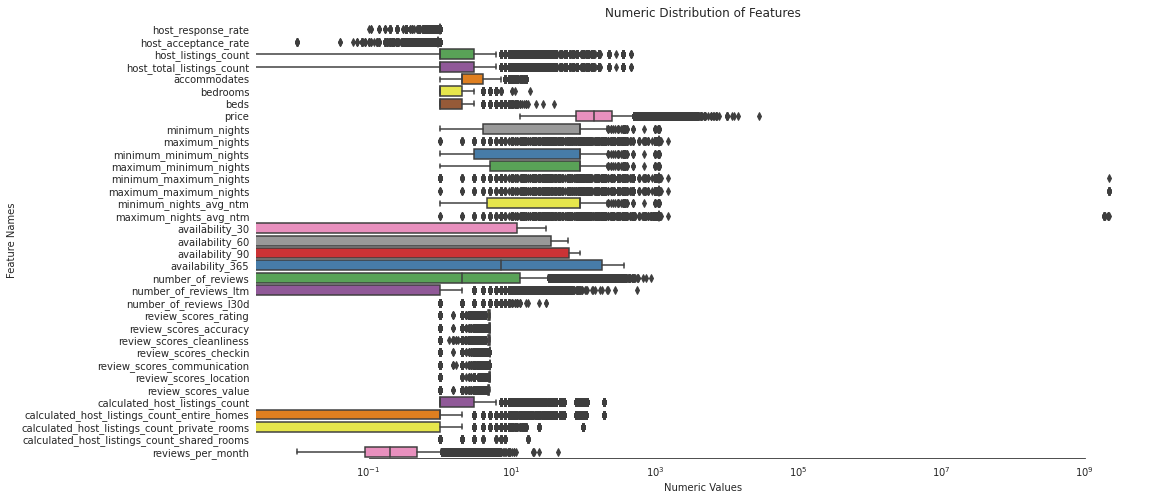 Numeric Distribution of Features
Feature Names
host_response_rate
host_acceptance_rate
host_listings_count
host_total_listings_count
accommodates
bedrooms
beds
price
minimum_nights
maximum_nights
minimum_minimum_nights
maximum_minimum_nights
minimum_maximum_nights
maximum_maximum_nights
minimum_nights_avg_ntm
maximum_nights_avg_ntm
availability_30
availability_60
availability_90
availability_365
number_of_reviews
number_of_reviews_ltm
number_of_reviews_l30d
review_scores_rating
review_scores_accuracy
review_scores_cleanliness
review_scores_checkin
review_scores_communication
review_scores_location
review_scores_value
calculated_host_listings_count
calculated_host_listings_count_entire_homes
calculated_host_listings_count_private_rooms
calculated_host_listings_count_shared_rooms
reviews_per_month
10⁻¹ 10¹ 10³ 10⁵ 10⁷ 10⁹
Numeric Values